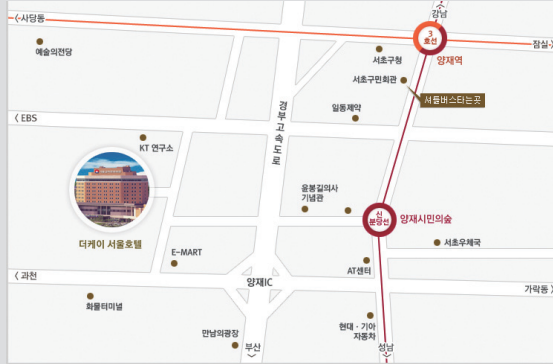 강남
사당동
3
호선
잠실
예술의전당
서초구청
양재역
서초구민회관
셔틀버스타는곳
일동제약
EBS
경부고속도로
KT 연구소
윤봉길의사
기념관
신
분당선
양재시민의숲
더케이 서울호텔
서초우체국
E-MART
AT센터
과천
양재IC
가락동
화물터미널
현대 · 기아
자동차
만남의광장
부산
성남